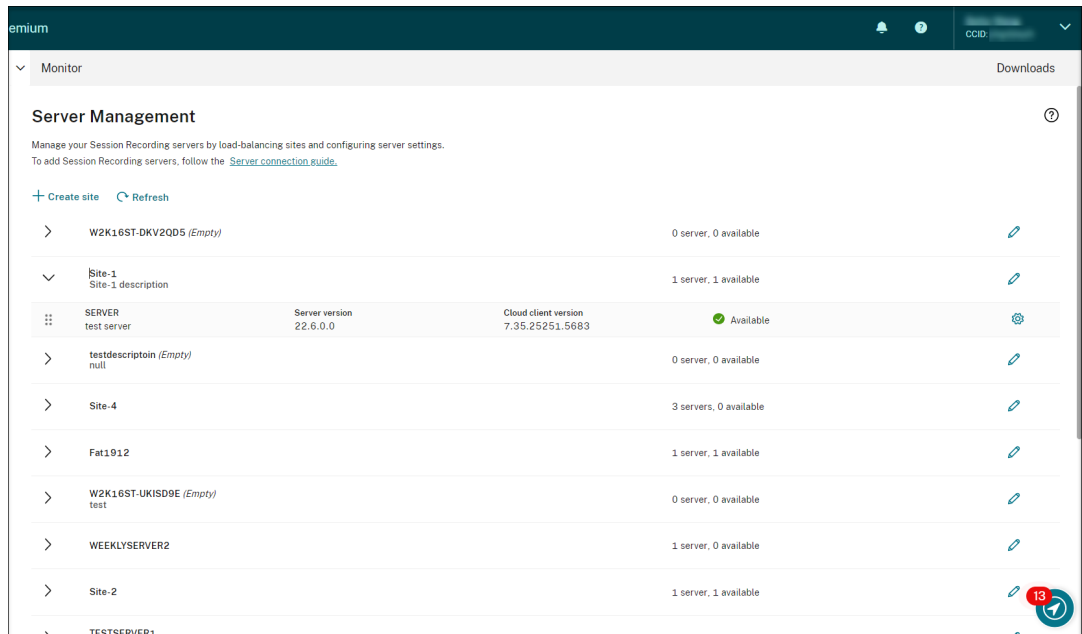 emium
CCID:
Monitor Downloads
Server Management
Manage your Session Recording servers by load-balancing sites and configuring server settings.
To add Session Recording servers, follow the Server connection guide.
Create site Refresh
W2K16ST-DKV2QD5 (Empty) 0 server, 0 available
Site-1
Site-1 description
1 server, 1 available
SERVER Server version Cloud client version
test server 22.6.0.0 7.35.25251.5683 Available
testdescriptoin (Empty)
null
0 server, 0 available
Site-4 3 servers, 0 available
Fat1912 1 server, 1 available
W2K16ST-UKISD9E (Empty)
test
0 server, 0 available
WEEKLYSERVER2 1 server, 0 available
Site-2 1 server, 1 available
13
TESTSERVER1